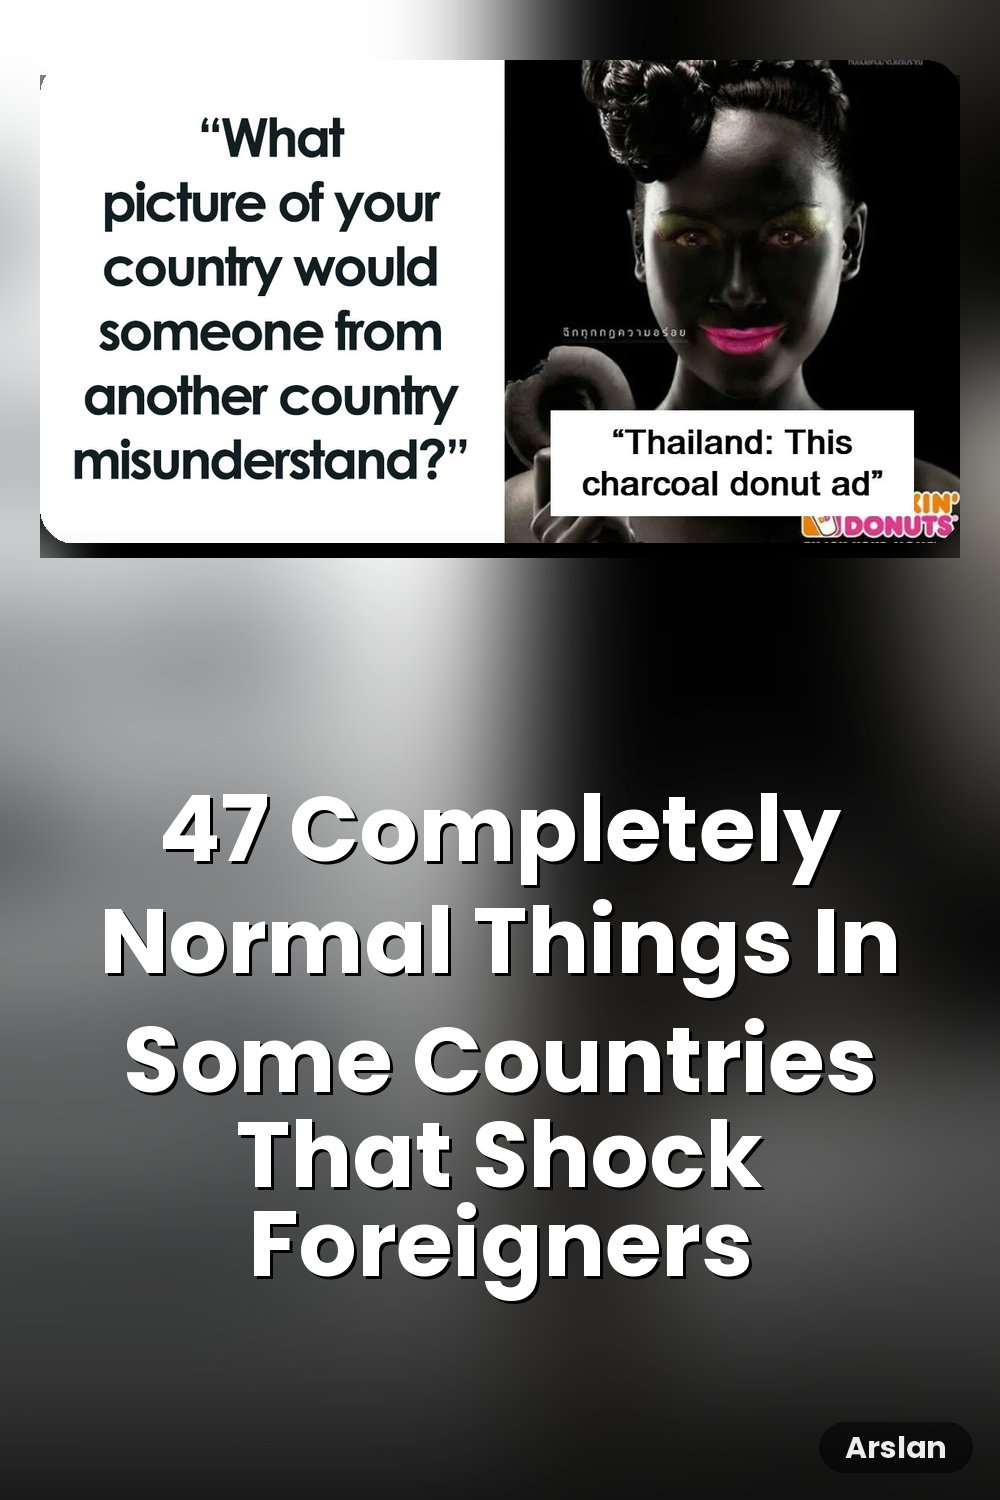 “What
picture of your
country would
someone from
another country
misunderstand?”
ฉีกทุกกฎความอร่อย
“Thailand: This
charcoal donut ad”
KIN'
DONUTS
47 Completely
Normal Things In
Some Countries
That Shock
Foreigners
Arslan